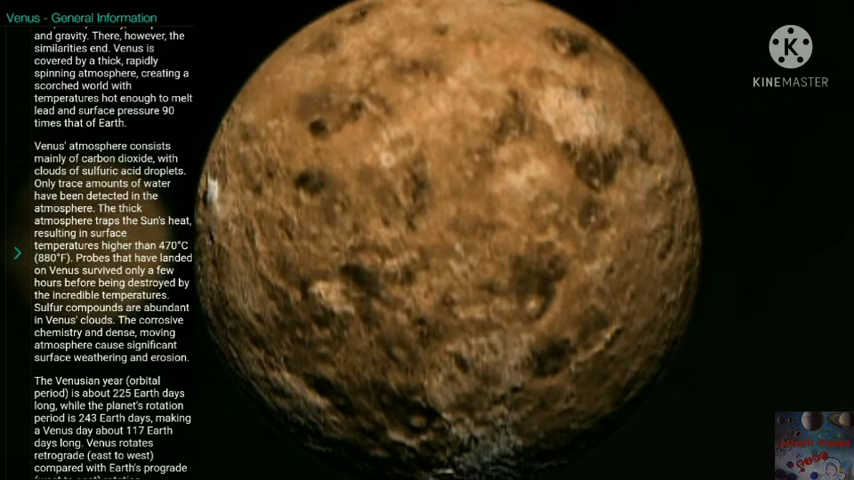 Venus - General Information
and gravity. There, however, the
similarities end. Venus is
covered by a thick, rapidly
spinning atmosphere, creating a
scorched world with
temperatures hot enough to melt
lead and surface pressure 90
times that of Earth.
Venus' atmosphere consists
mainly of carbon dioxide, with
clouds of sulfuric acid droplets.
Only trace amounts of water
have been detected in the
atmosphere. The thick
atmosphere traps the Sun's heat,
resulting in surface
temperatures higher than 470°C
(880°F). Probes that have landed
on Venus survived only a few
hours before being destroyed by
the incredible temperatures.
Sulfur compounds are abundant
in Venus' clouds. The corrosive
chemistry and dense, moving
atmosphere cause significant
surface weathering and erosion.
The Venusian year (orbital
period) is about 225 Earth days
long, while the planet's rotation
period is 243 Earth days, making
a Venus day about 117 Earth
days long. Venus rotates
retrograde (east to west)
compared with Earth's prograde
K
KINEMASTER